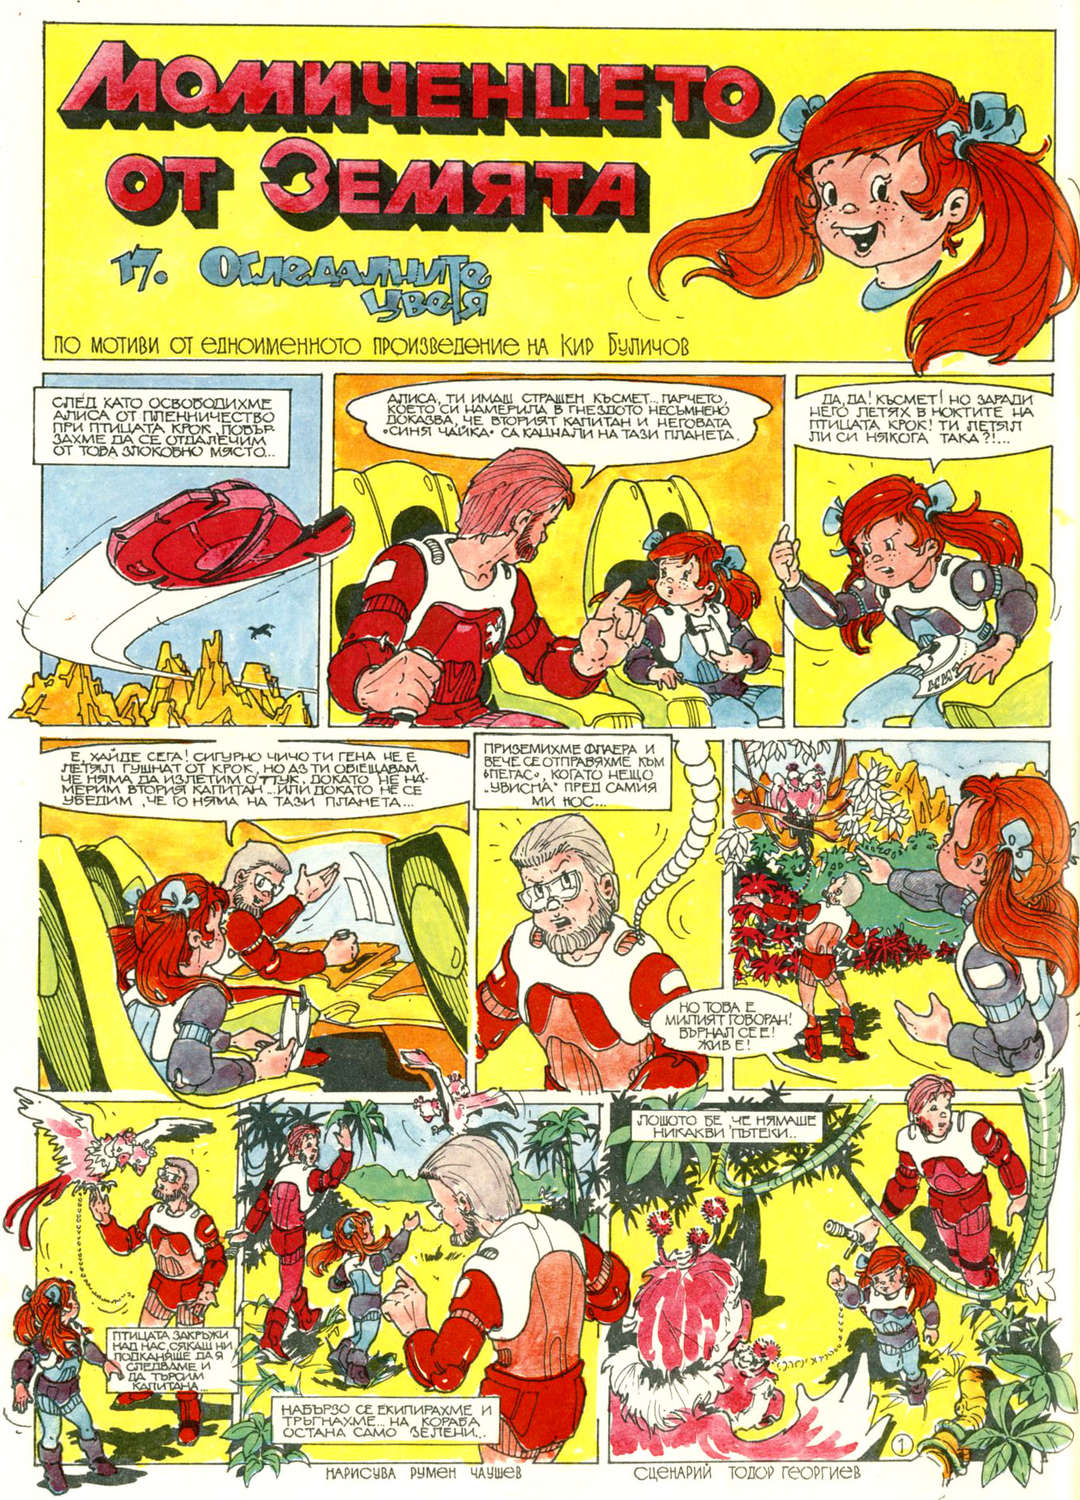 МОМИЧЕНЦЕТО
ОТ ЗЕМЯТА
17. Огледалните
цветя
ПО МОТИВИ ОТ ЕДНОИМЕННОТО ПРОИЗВЕДЕНИЕ НА КИР БУЛИЧОВ
СЛЕД КАТО ОСВОБОДИХМЕ
АЛИСА ОТ ПЛЕННИЧЕСТВО
ПРИ ПТИЦАТА КРОК, ПОБЪР-
ЗАХМЕ ДА СЕ ОТДАЛЕЧИМ
ОТ ТОВА ЗЛОКОБНО МЯСТО...
АЛИСА, ТИ ИМАШ СТРАШЕН КЪСМЕТ... ПАРЧЕТО,
КОЕТО СИ НАМЕРИЛА В ГНЕЗДОТО НЕСЪМНЕНО
ДОКАЗВА, ЧЕ ВТОРИЯТ КАПИТАН И НЕГОВАТА
«СИНЯ ЧАЙКА» СА КАЦНАЛИ НА ТАЗИ ПЛАНЕТА.
ДА, ДА! КЪСМЕТ! НО ЗАРАДИ
НЕГО ЛЕТЯХ В НОКТИТЕ НА
ПТИЦАТА КРОК! ТИ ЛЕТЯЛ
ЛИ СИ НЯКОГА ТАКА?!...
Е, ХАЙДЕ СЕГА! СИГУРНО ЧИЧО ТИ ГЕНА НЕ Е
ЛЕТЯЛ ГУШНАТ ОТ КРОК, НО АЗ ТИ ОБЕЩАВАМ,
ЧЕ НЯМА ДА ИЗЛЕТИМ ОТТУК, ДОКАТО НЕ НА-
МЕРИМ ВТОРИЯ КАПИТАН... ИЛИ ДОКАТО НЕ СЕ
УБЕДИМ, ЧЕ ГО НЯМА НА ТАЗИ ПЛАНЕТА...
ПРИЗЕМИХМЕ ФЛАЕРА И
ВЕЧЕ СЕ ОТПРАВЯХМЕ КЪМ
«ПЕГАС», КОГАТО НЕЩО
„УВИСНА“ ПРЕД САМИЯ
МИ НОС...
НО ТОВА Е
МИЛИЯТ ГОВОРАН!
ВЪРНАЛ СЕ Е!
ЖИВ Е!
ПТИЦАТА ЗАКРЪЖИ
НАД НАС, СЯКАШ НИ
ПОДКАНЯШЕ ДА Я
СЛЕДВАМЕ И
ДА ТЪРСИМ
КАПИТАНА...
НАБЪРЗО СЕ ЕКИПИРАХМЕ И
ТРЪГНАХМЕ... НА КОРАБА
ОСТАНА САМО ЗЕЛЕНИ...
ЛОШОТО БЕ, ЧЕ НЯМАШЕ
НИКАКВИ ПЪТЕКИ...
1
НАРИСУВА РУМЕН ЧАУШЕВ
СЦЕНАРИЙ ТОДОР ГЕОРГИЕВ